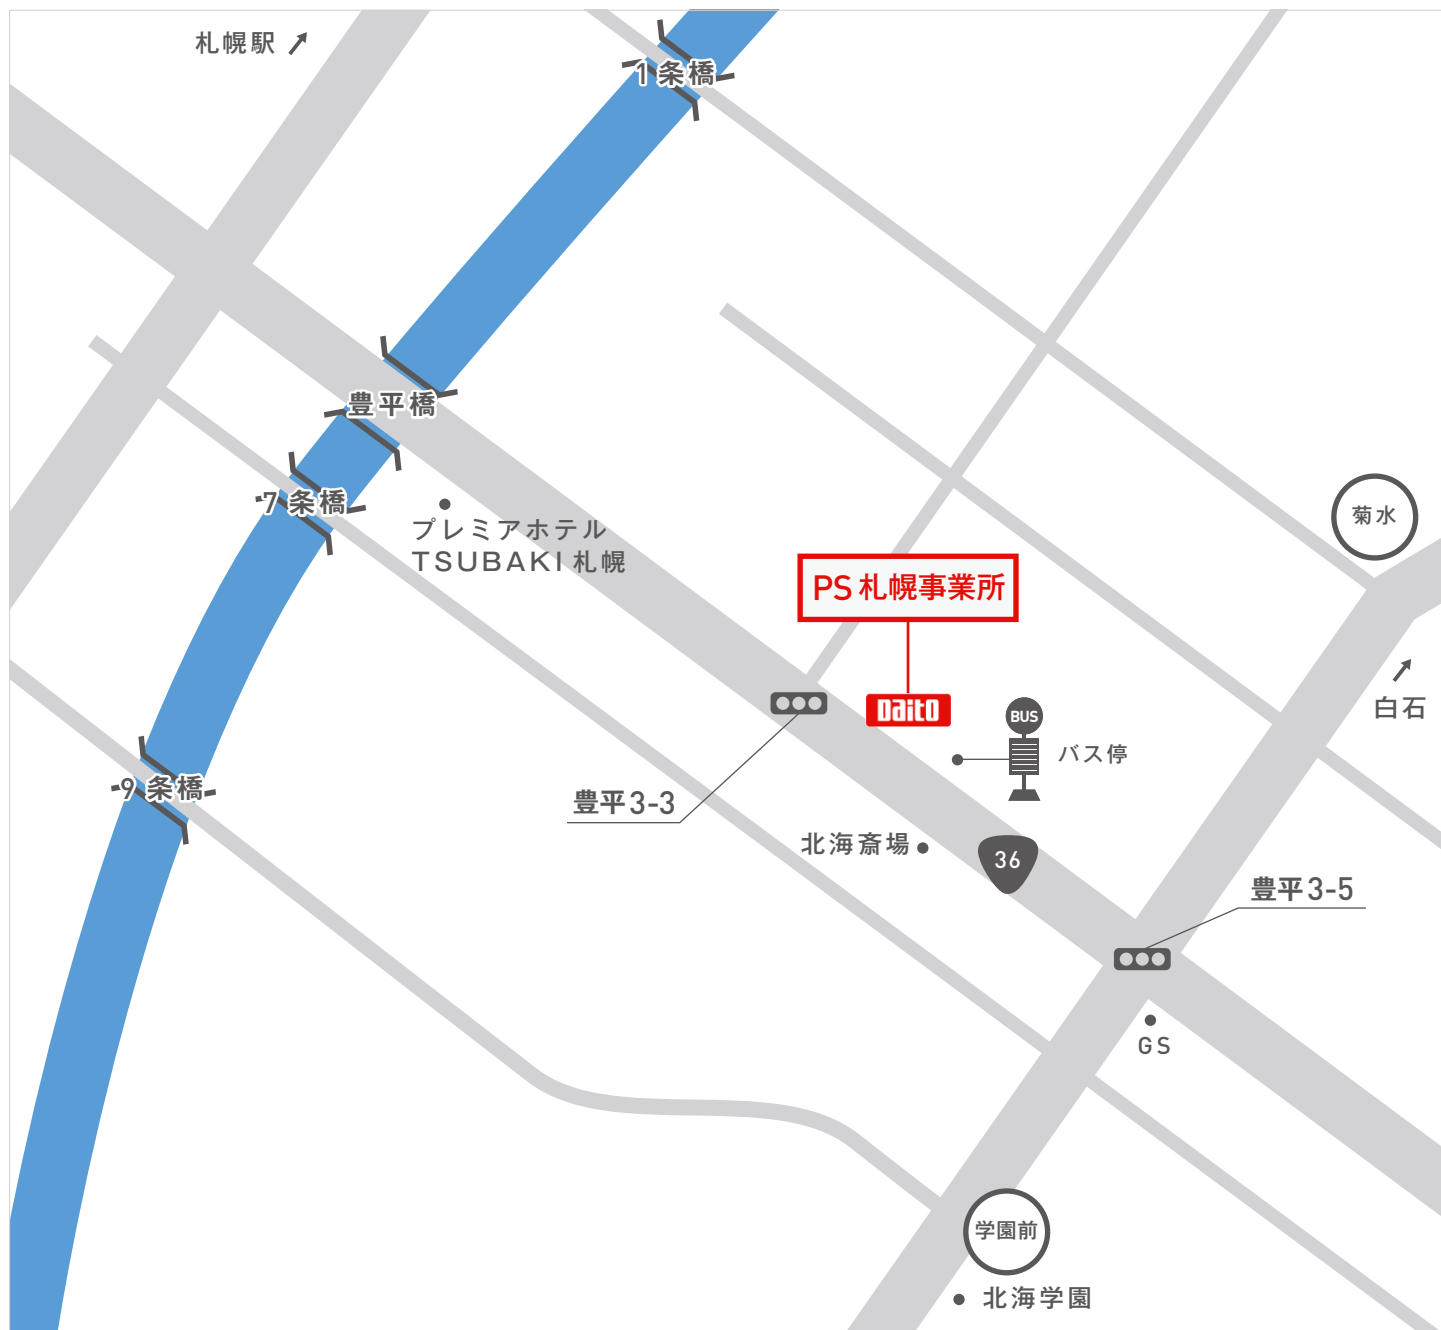 札幌駅
1条橋
豊平橋
7条橋
プレミアホテル
TSUBAKI 札幌
菊水
PS 札幌事業所
Daito
BUS
バス停
白石
9条橋
豊平3-3
北海斎場
36
豊平3-5
GS
学園前
北海学園